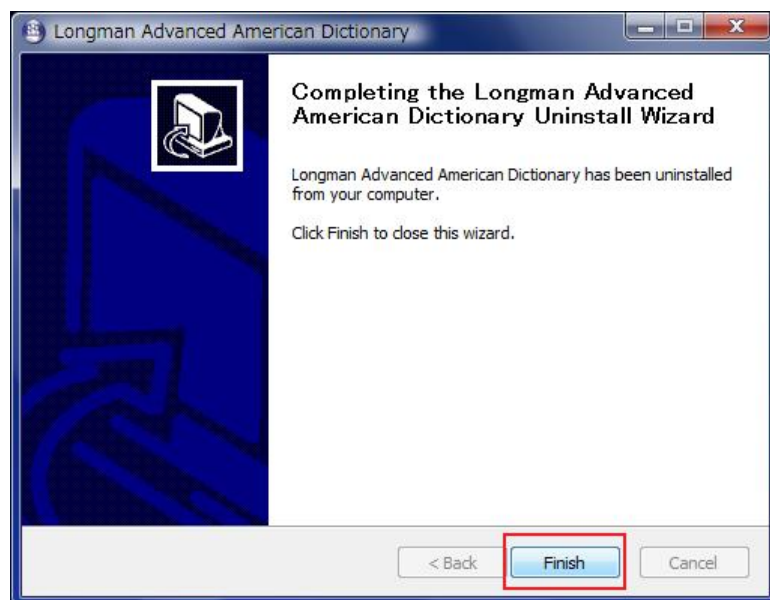 Longman Advanced American Dictionary
Completing the Longman Advanced
American Dictionary Uninstall Wizard
Longman Advanced American Dictionary has been uninstalled
from your computer.
Click Finish to close this wizard.
< Back
Finish
Cancel